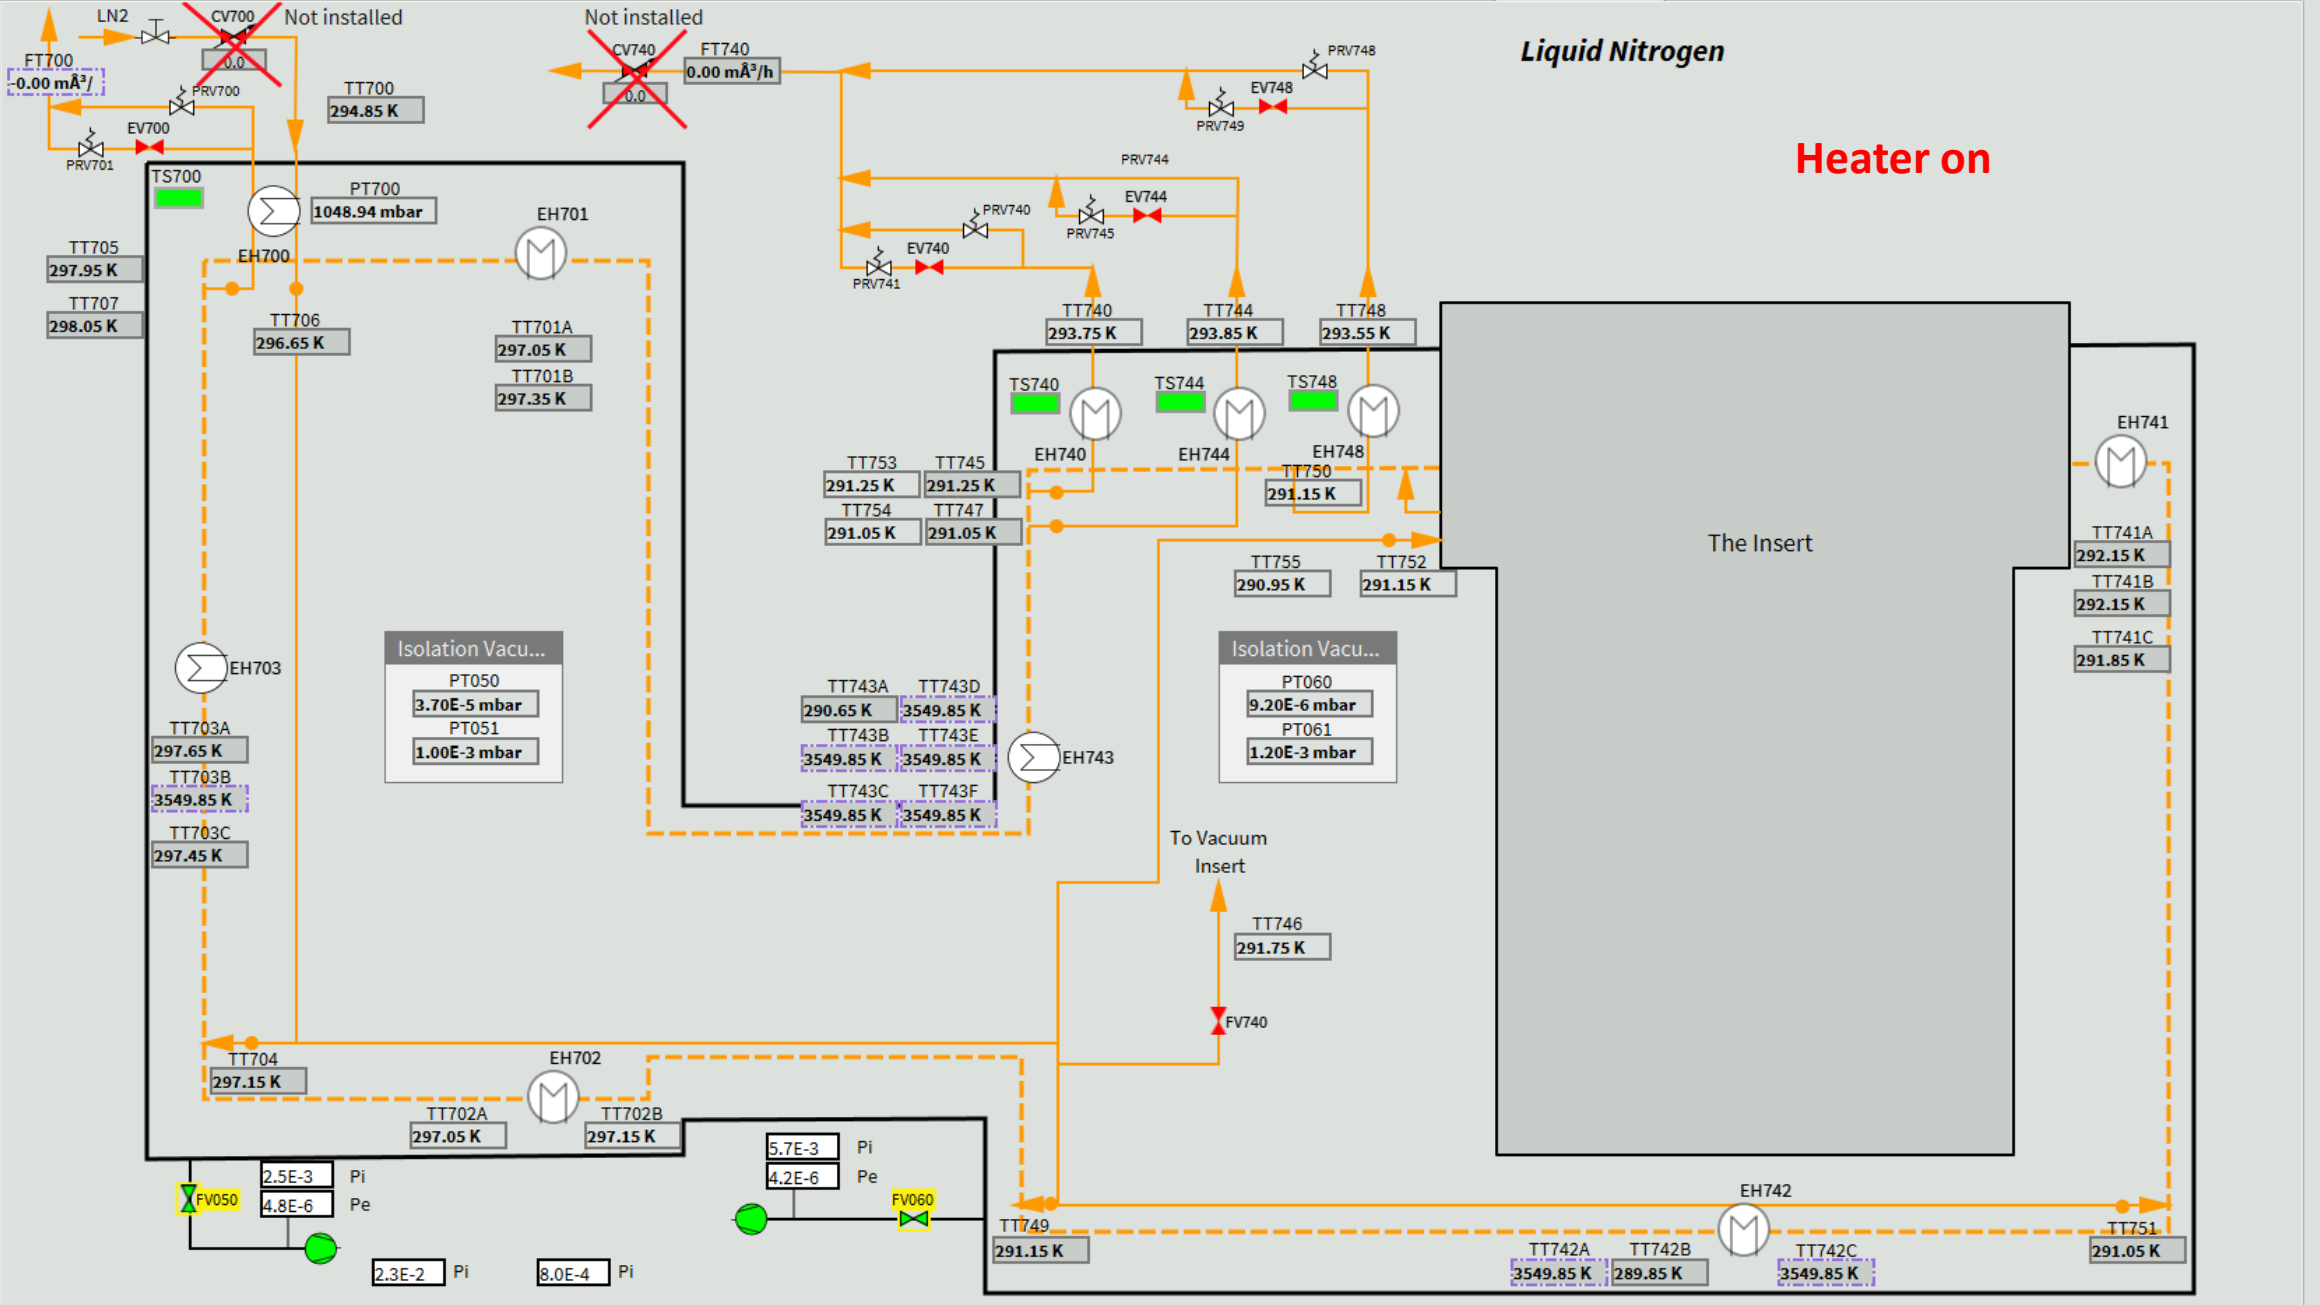 LN2
CV700
Not installed
0.0
FT700
-0.00 mÂ³/
PRV700
EV700
PRV701
TT700
294.85 K
Not installed
CV740
0.0
FT740
0.00 mÂ³/h
PRV748
EV748
PRV749
Liquid Nitrogen
Heater on
PRV744
EV744
PRV745
PRV740
EV740
PRV741
TS700
PT700
1048.94 mbar
EH700
EH701
TT705
297.95 K
TT707
298.05 K
TT706
296.65 K
TT701A
297.05 K
TT701B
297.35 K
TT740
293.75 K
TT744
293.85 K
TT748
293.55 K
TS740
TS744
TS748
EH740
EH744
EH748
TT753
291.25 K
TT745
291.25 K
TT754
291.05 K
TT747
291.05 K
TT750
291.15 K
TT755
290.95 K
TT752
291.15 K
The Insert
EH741
TT741A
292.15 K
TT741B
292.15 K
TT741C
291.85 K
EH703
TT703A
297.65 K
TT703B
3549.85 K
TT703C
297.45 K
Isolation Vacu...
PT050
3.70E-5 mbar
PT051
1.00E-3 mbar
TT743A
290.65 K
TT743D
3549.85 K
TT743B
3549.85 K
TT743E
3549.85 K
TT743C
3549.85 K
TT743F
3549.85 K
EH743
Isolation Vacu...
PT060
9.20E-6 mbar
PT061
1.20E-3 mbar
To Vacuum
Insert
TT746
291.75 K
FV740
TT704
297.15 K
EH702
TT702A
297.05 K
TT702B
297.15 K
FV050
2.5E-3 Pi
4.8E-6 Pe
2.3E-2 Pi
8.0E-4 Pi
5.7E-3 Pi
4.2E-6 Pe
FV060
TT749
291.15 K
EH742
TT742A
3549.85 K
TT742B
289.85 K
TT742C
3549.85 K
TT751
291.05 K